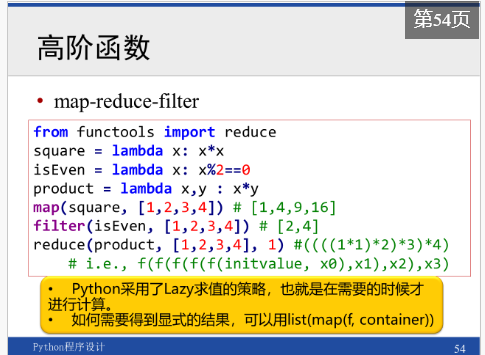 第54页
高阶函数
• map-reduce-filter
from functools import reduce
square = lambda x: x*x
isEven = lambda x: x%2==0
product = lambda x,y : x*y
map(square, [1,2,3,4]) # [1,4,9,16]
filter(isEven, [1,2,3,4]) # [2,4]
reduce(product, [1,2,3,4], 1) #((((1*1)*2)*3)*4)
# i.e., f(f(f(f(f(initvalue, x0),x1),x2),x3)
• Python采用了Lazy求值的策略，也就是在需要的时候才
进行计算。
• 如何需要得到显式的结果，可以用list(map(f, container))
Python程序设计
54